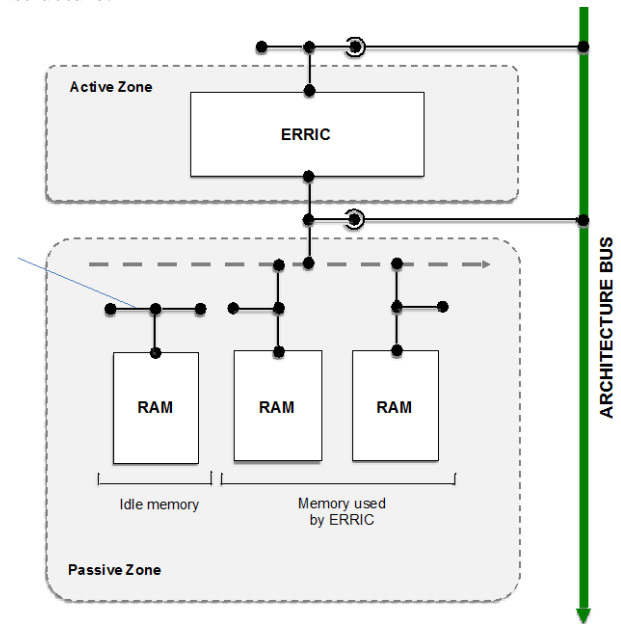 Active Zone
ERRIC
ARCHITECTURE BUS
RAM
RAM
RAM
Idle memory
Memory used
by ERRIC
Passive Zone